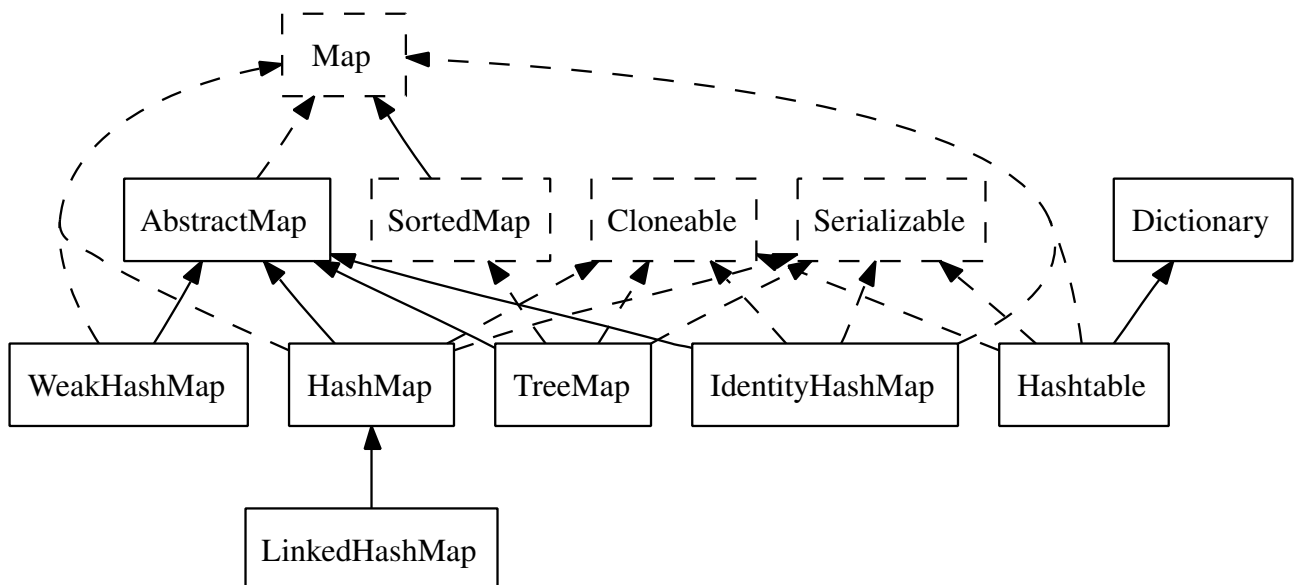 Map
AbstractMap
SortedMap
Cloneable
Serializable
Dictionary
WeakHashMap
HashMap
TreeMap
IdentityHashMap
Hashtable
LinkedHashMap